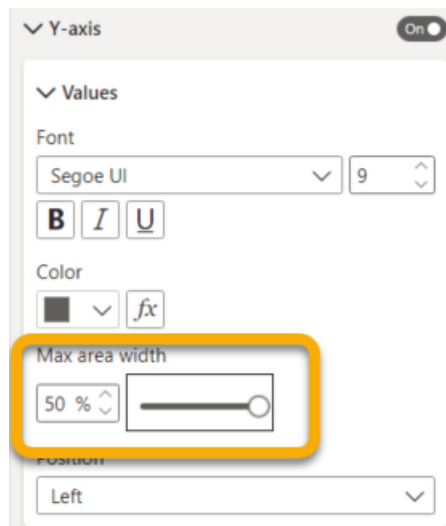 Y-axis
On
Values
Font
Segoe UI
9
B I U
Color
fx
Max area width
50 %
Position
Left